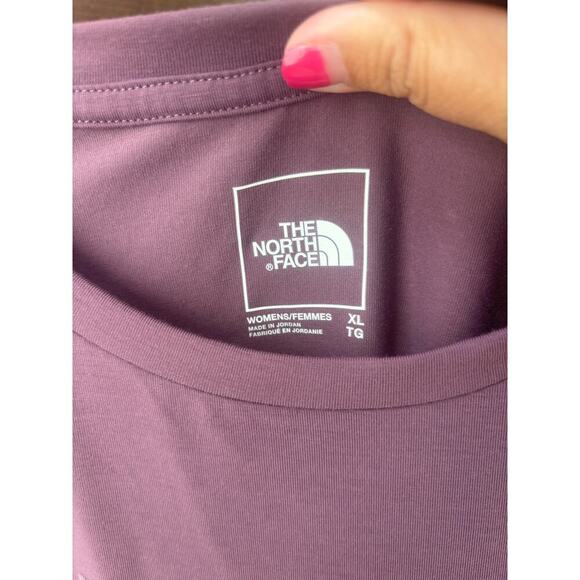 THE
NORTH
®FACE
WOMENS/FEMMES XL
MADE IN JORDAN TG
FABRIQUÉ EN JORDANIE